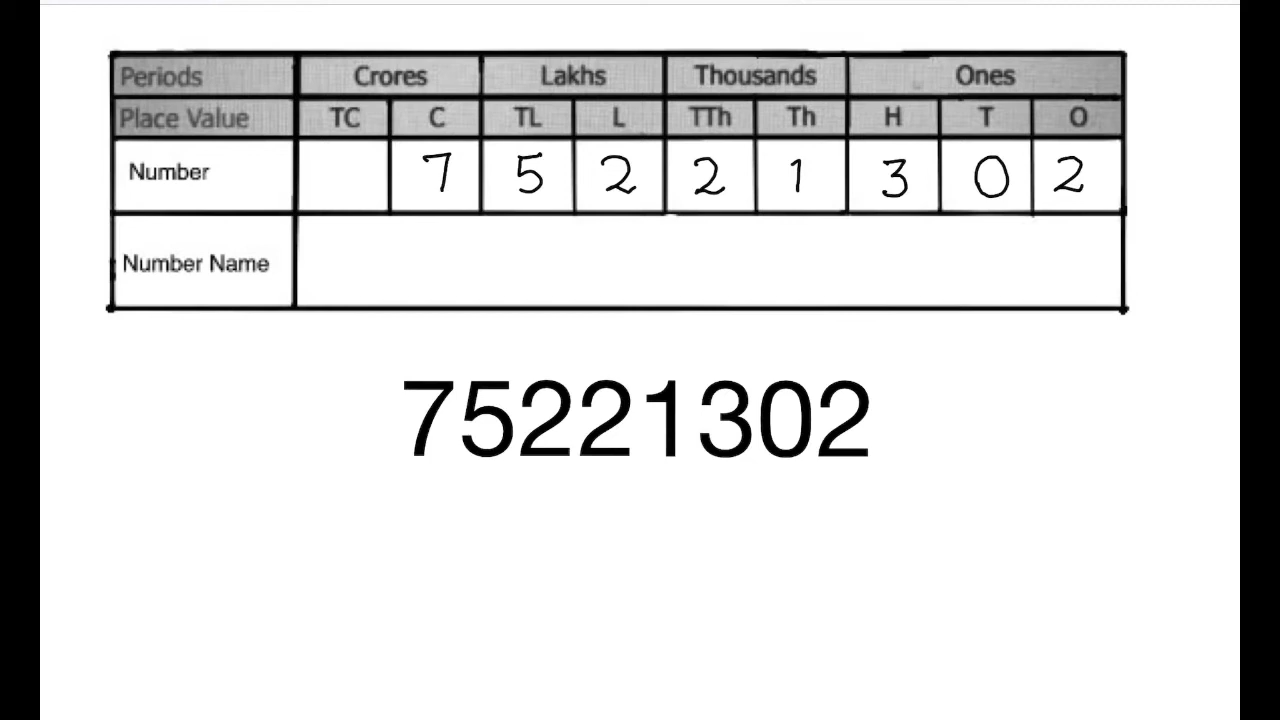 Periods Crores Lakhs Thousands Ones
Place Value TC C TL L TTh Th H T O
Number 7 5 2 2 1 3 0 2
Number Name
75221302